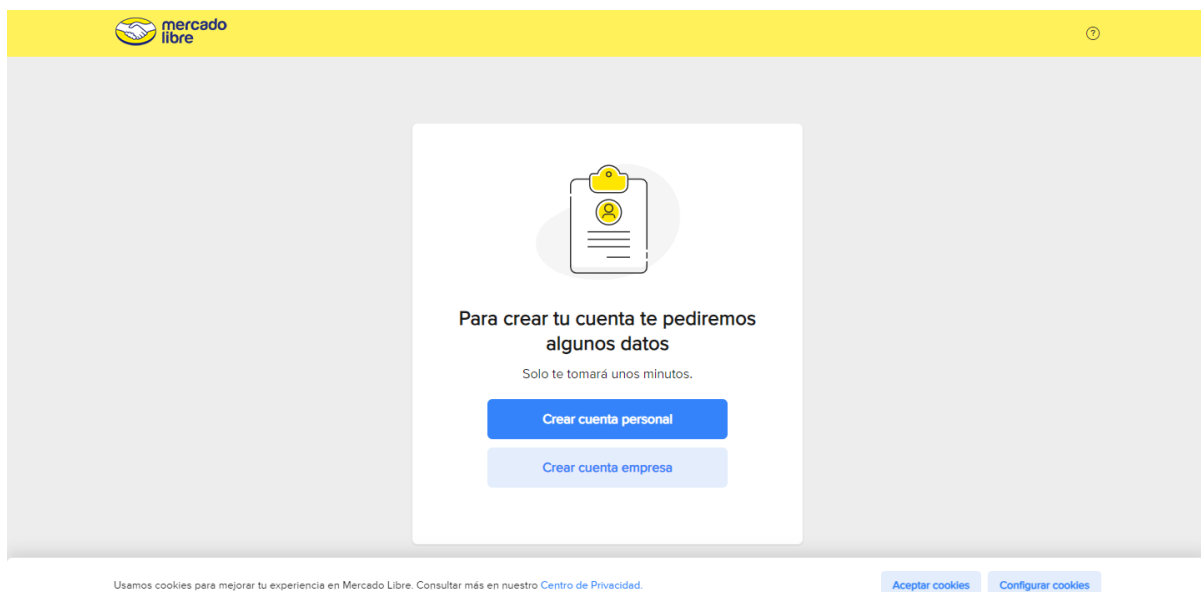 mercado
libre
?
Para crear tu cuenta te pediremos
algunos datos
Solo te tomará unos minutos.
Crear cuenta personal
Crear cuenta empresa
Usamos cookies para mejorar tu experiencia en Mercado Libre. Consultar más en nuestro Centro de Privacidad.
Aceptar cookies
Configurar cookies